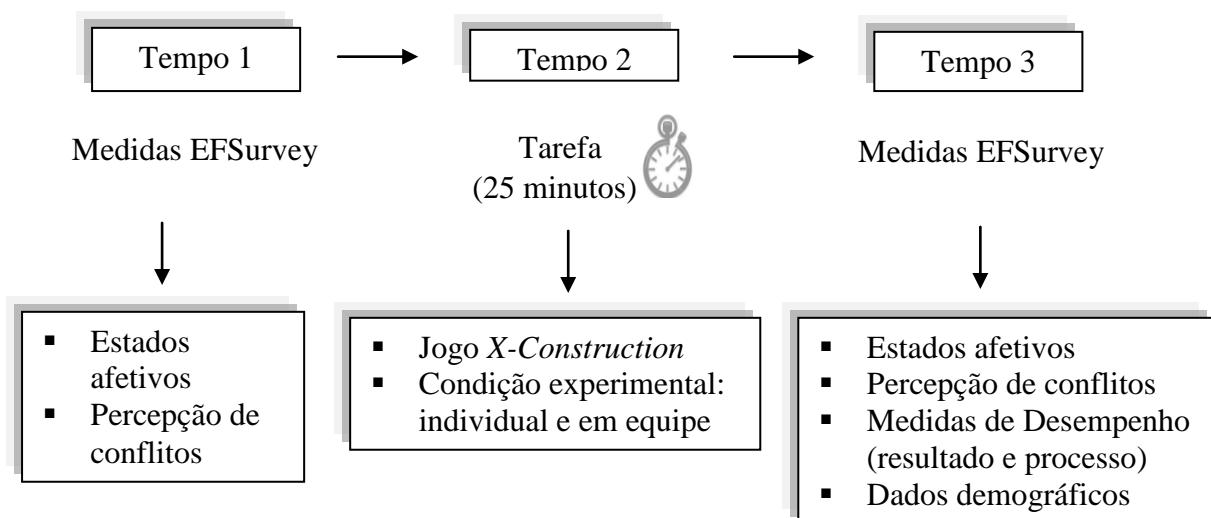 Tempo 1
Tempo 2
Tempo 3
Medidas EFSurvey
Tarefa
(25 minutos)
Medidas EFSurvey
▪ Estados
afetivos
▪ Percepção de
conflitos
▪ Jogo X-Construction
▪ Condição experimental:
individual e em equipe
▪ Estados afetivos
▪ Percepção de conflitos
▪ Medidas de Desempenho
(resultado e processo)
▪ Dados demográficos